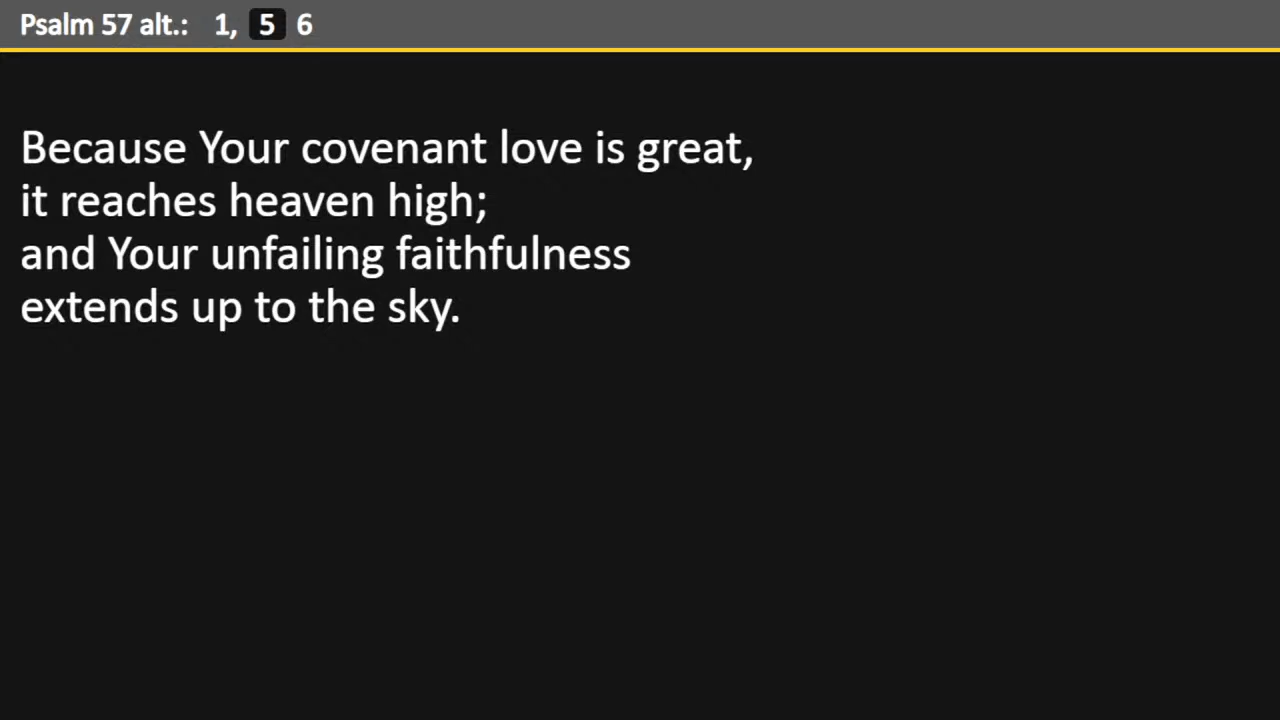 Psalm 57 alt.: 1, 5 6
Because Your covenant love is great,
it reaches heaven high;
and Your unfailing faithfulness
extends up to the sky.